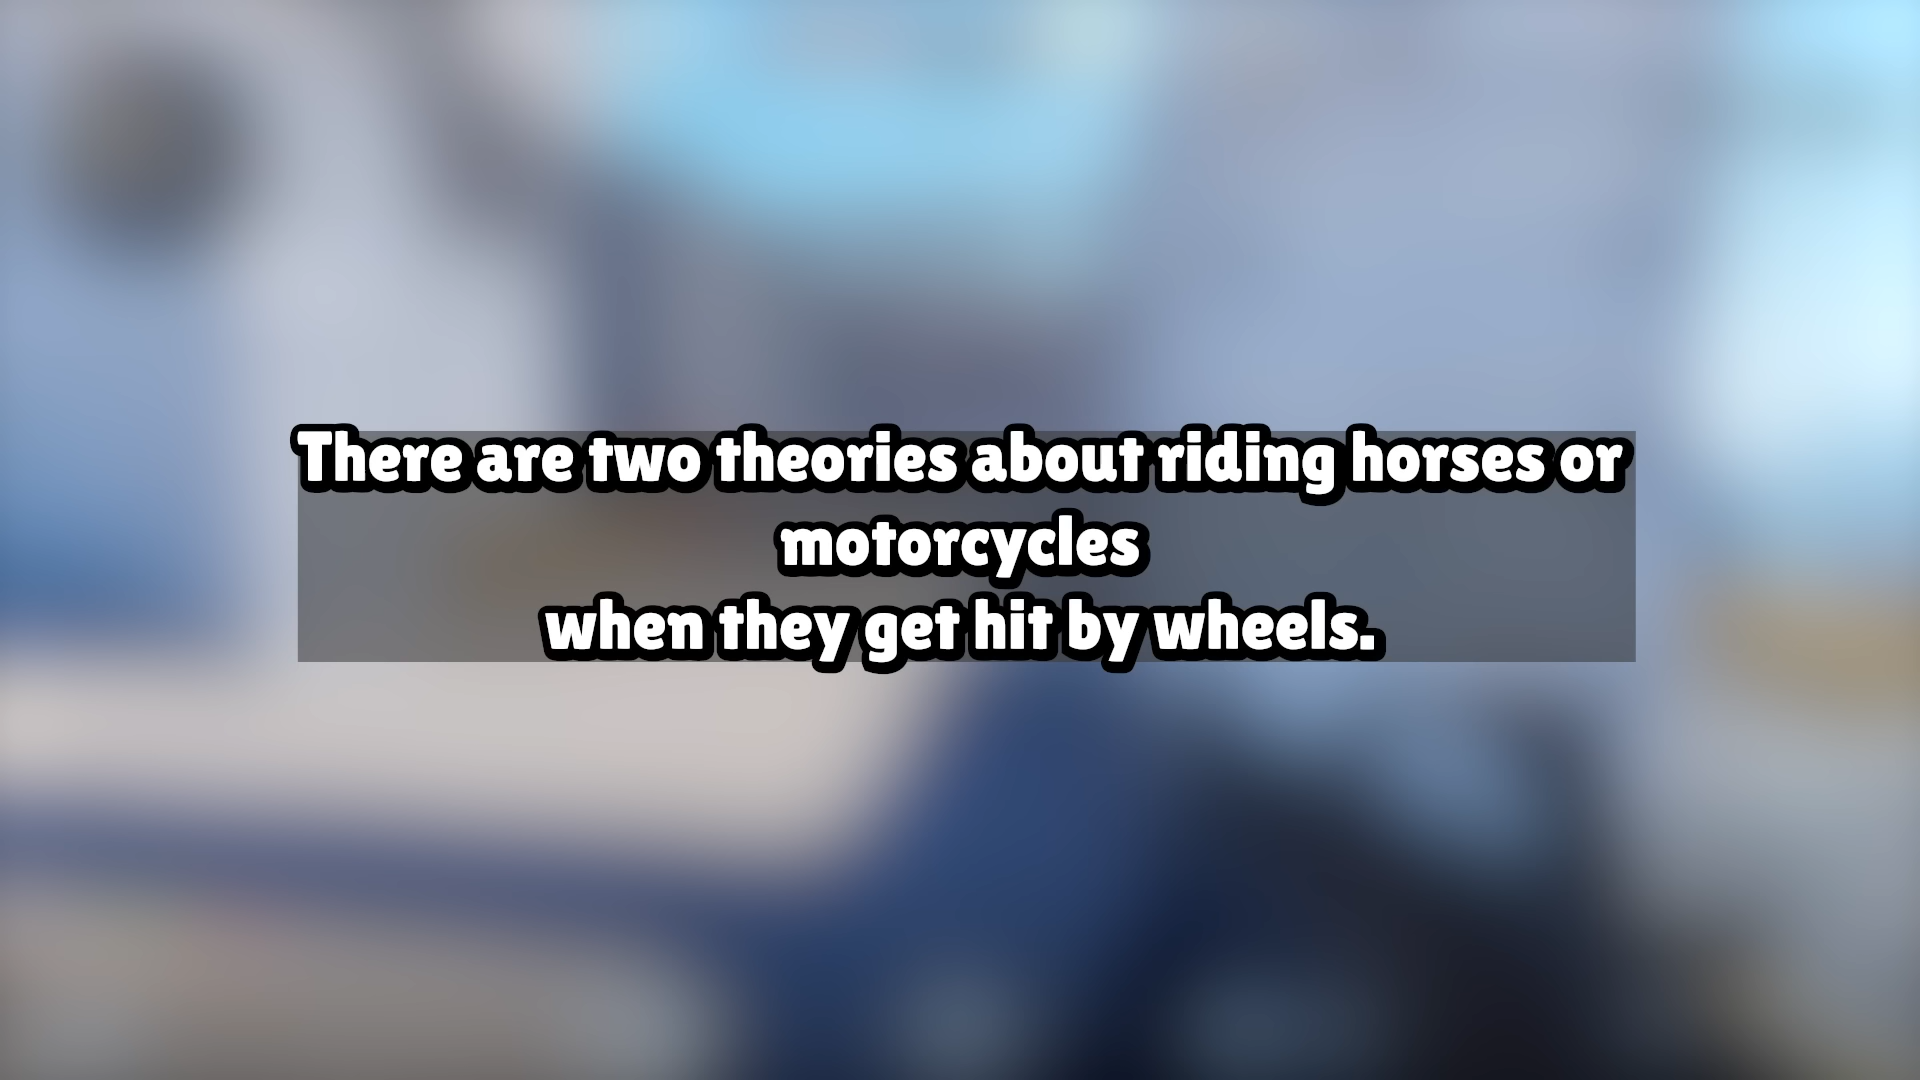 There are two theories about riding horses or
motorcycles
when they get hit by wheels.